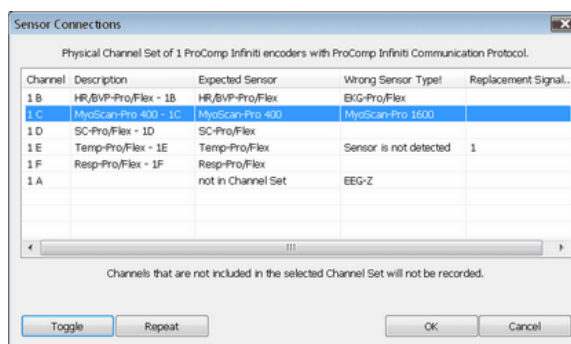 Sensor Connections
Physical Channel Set of 1 ProComp Infiniti encoders with ProComp Infiniti Communication Protocol.
Channel Description Expected Sensor Wrong Sensor Type! Replacement Signal..
1 B HR/BVP-Pro/Flex - 1B HR/BVP-Pro/Flex EKG-Pro/Flex
1 C MyoScan-Pro 400 - 1C MyoScan-Pro 400 MyoScan-Pro 1600
1 D SC-Pro/Flex - 1D SC-Pro/Flex
1 E Temp-Pro/Flex - 1E Temp-Pro/Flex Sensor is not detected 1
1 F Resp-Pro/Flex - 1F Resp-Pro/Flex
1 A not in Channel Set EEG-Z
Channels that are not included in the selected Channel Set will not be recorded.
Toggle Repeat OK Cancel